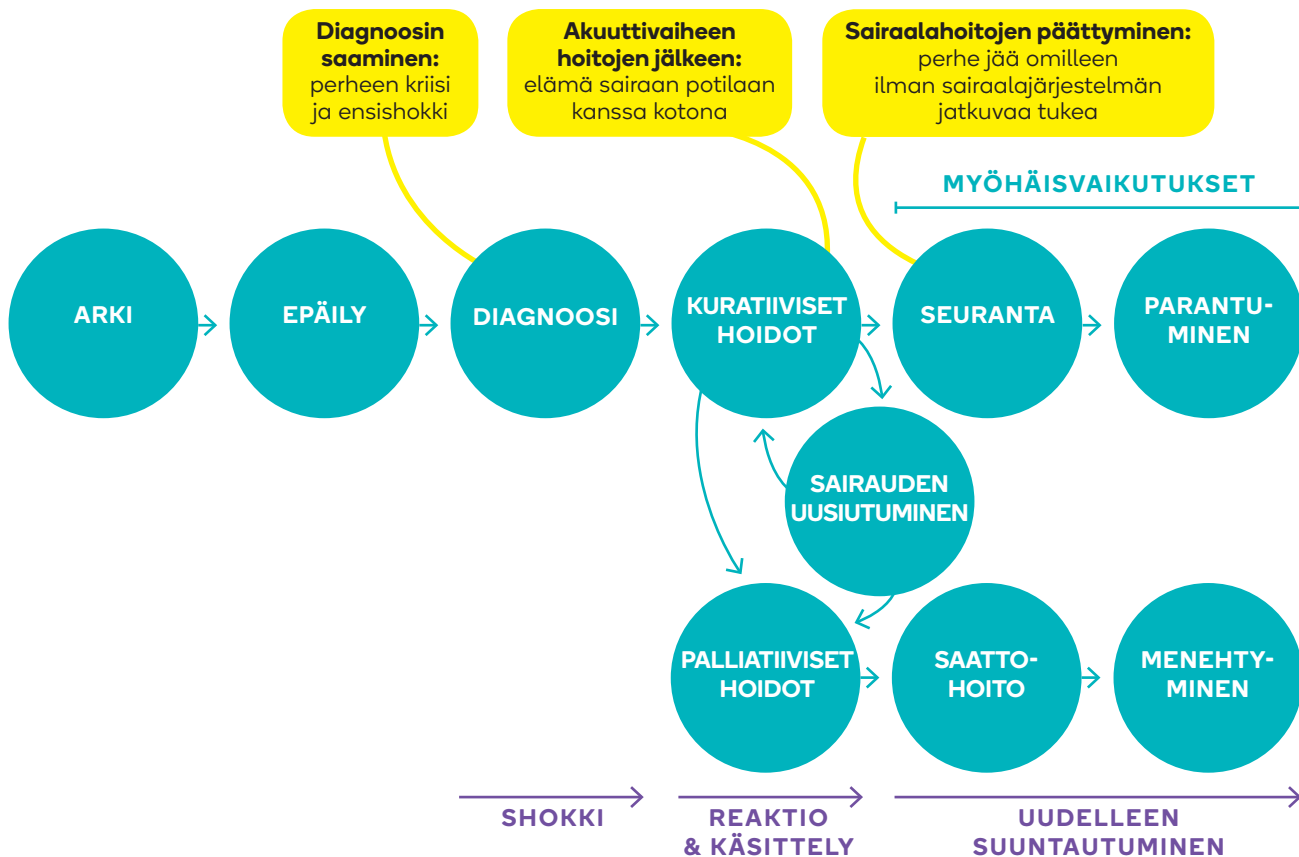 Diagnoosin
saaminen:
perheen kriisi
ja ensishokki
Akuuttivaiheen
hoitojen jälkeen:
elämä sairaan potilaan
kanssa kotona
Sairaalahoitojen päättyminen:
perhe jää omilleen
ilman sairaalajärjestelmän
jatkuvaa tukea
MYÖHÄISVAIKUTUKSET
ARKI
EPÄILY
DIAGNOOSI
KURATIIVISET
HOIDOT
SEURANTA
PARANTU-
MINEN
SAIRAUDEN
UUSIUTUMINEN
PALLIATIIVISET
HOIDOT
SAATTO-
HOITO
MENEHTY-
MINEN
SHOKKI
REAKTIO
& KÄSITTELY
UUDELLEEN
SUUNTAUTUMINEN